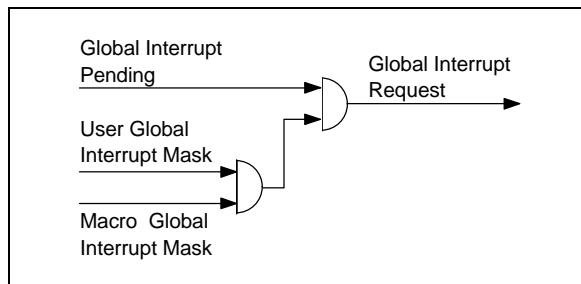 Global Interrupt
Pending
Global Interrupt
Request
User Global
Interrupt Mask
Macro Global
Interrupt Mask